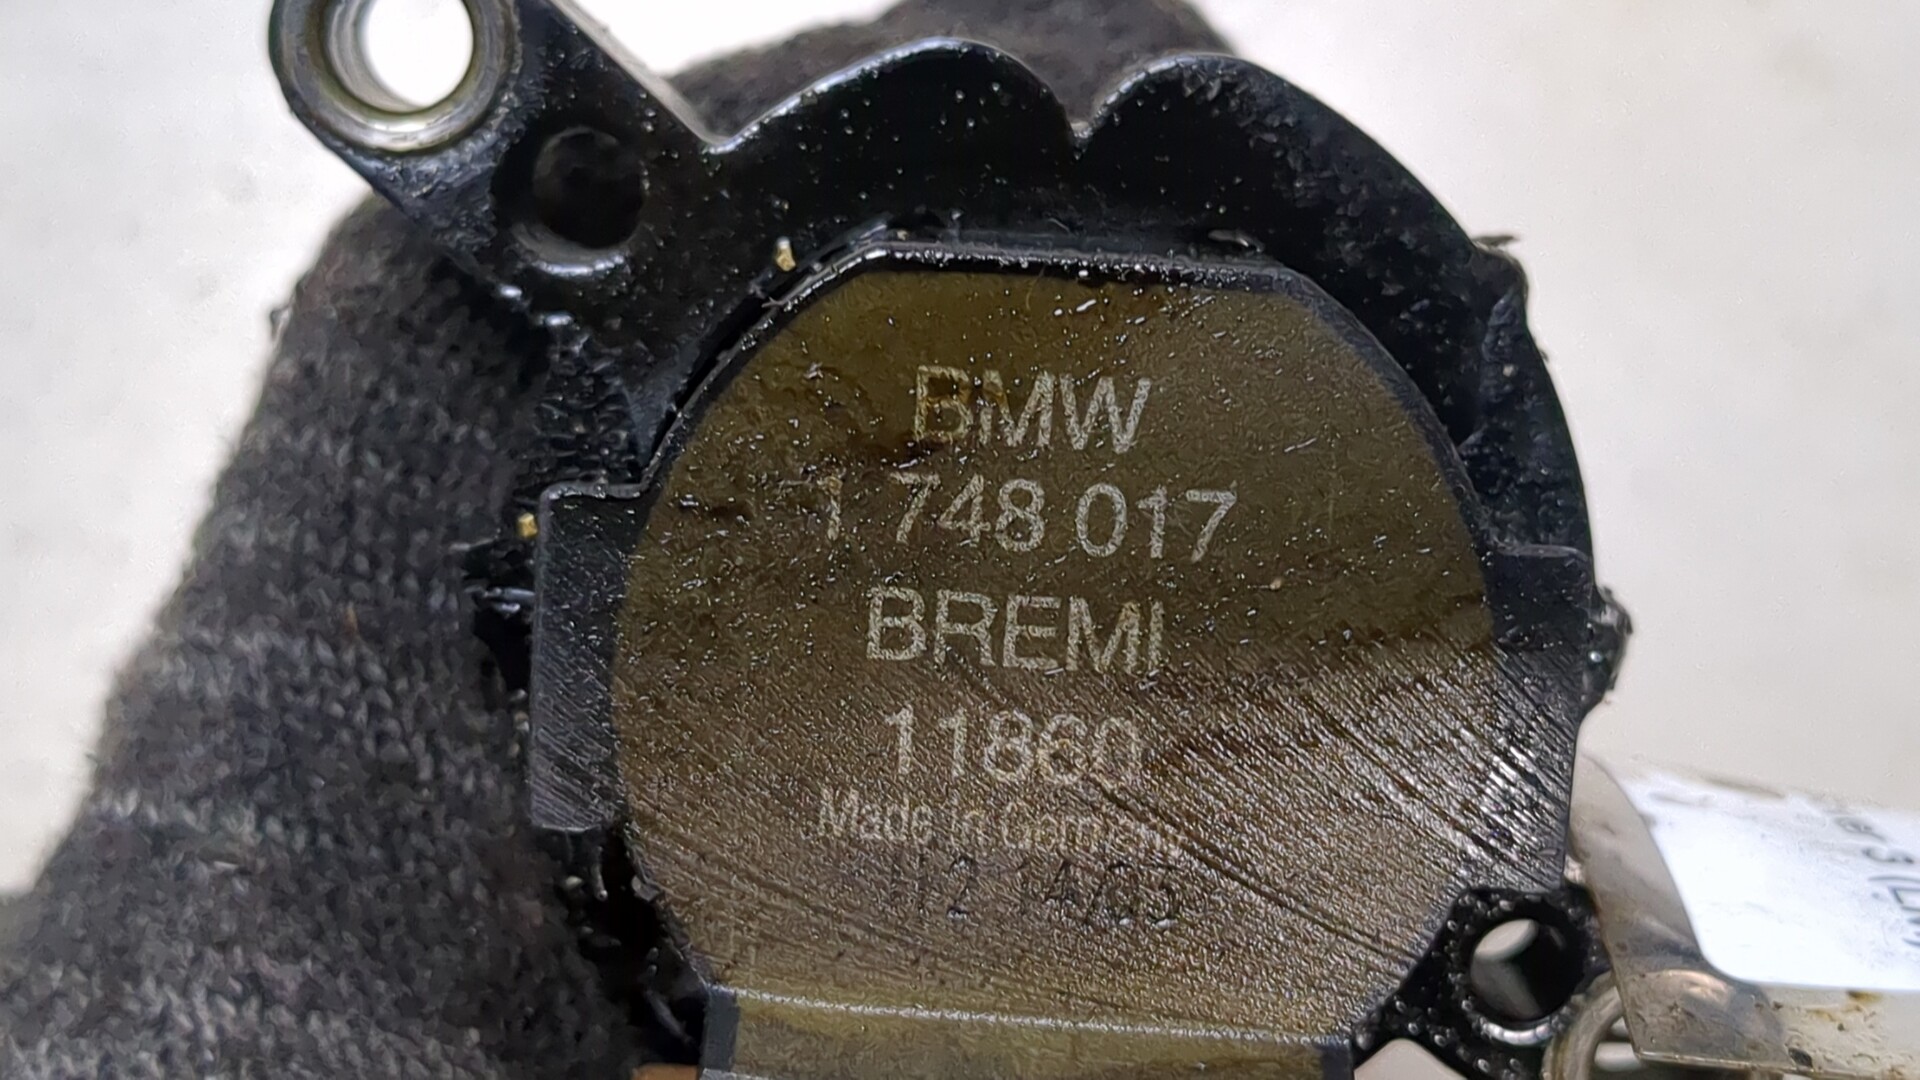 BMW
1 748 017
BREMI
11860
Made in Germany